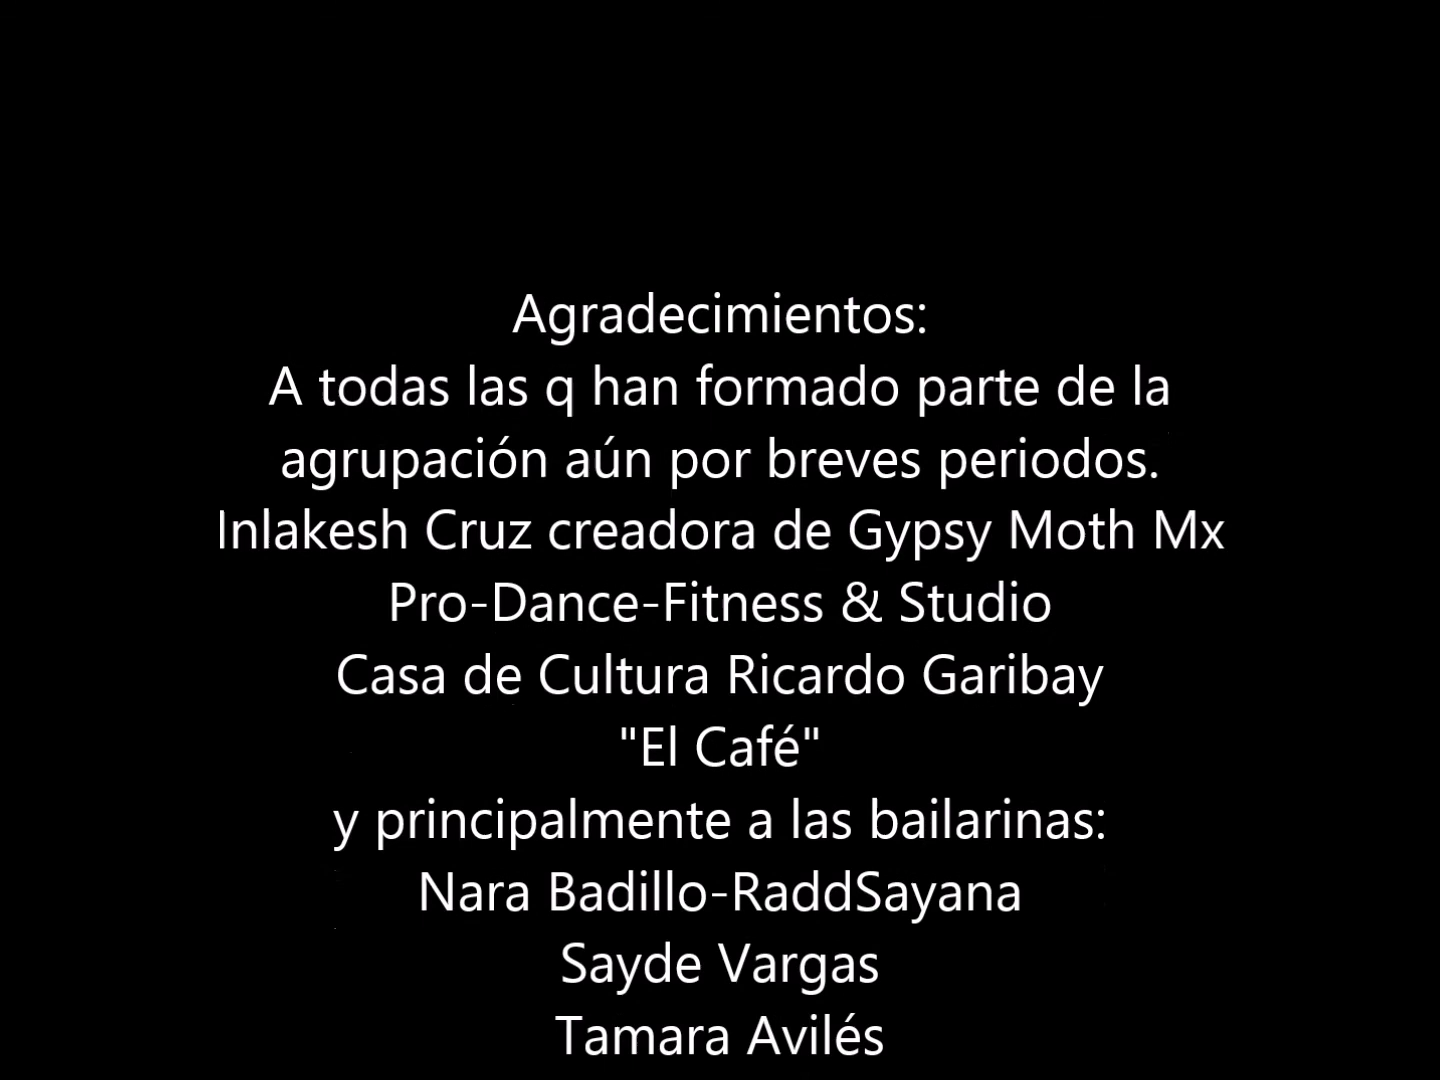 Agradecimientos:
A todas las q han formado parte de la
agrupación aún por breves periodos.
Inlakesh Cruz creadora de Gypsy Moth Mx
Pro-Dance-Fitness & Studio
Casa de Cultura Ricardo Garibay
"El Café"
y principalmente a las bailarinas:
Nara Badillo-RaddSayana
Sayde Vargas
Tamara Avilés